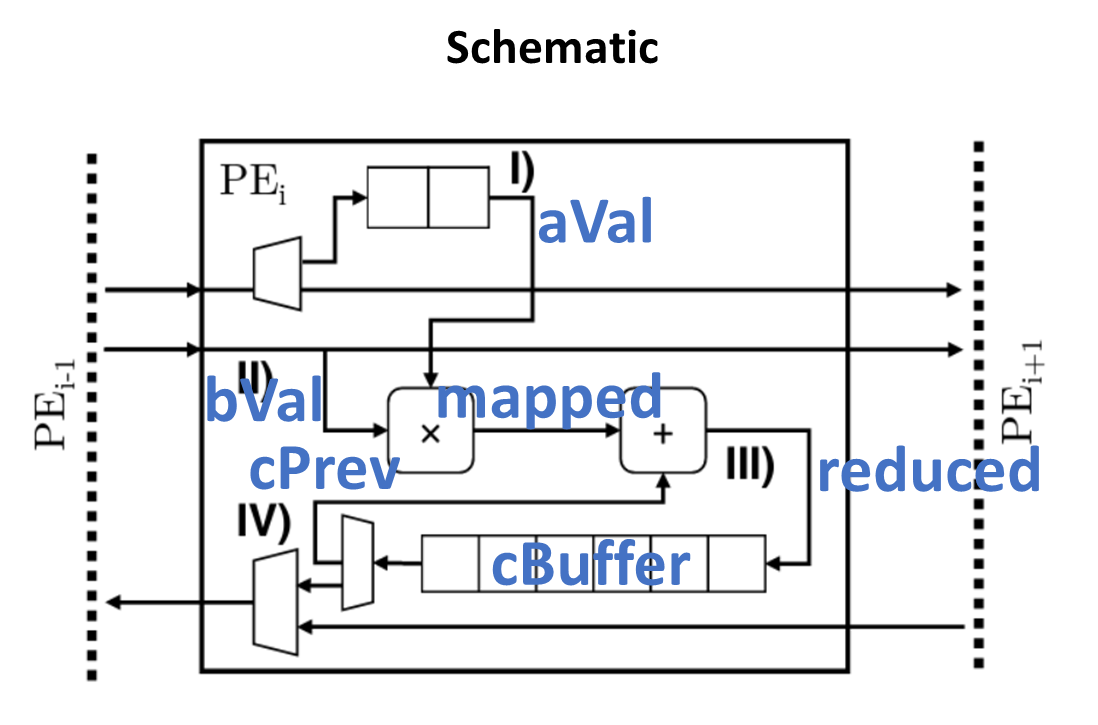 Schematic
PEi
I)
aVal
II)
bVal
mapped
×
+
cPrev
III)
reduced
IV)
cBuffer
PEi-1
PEi+1